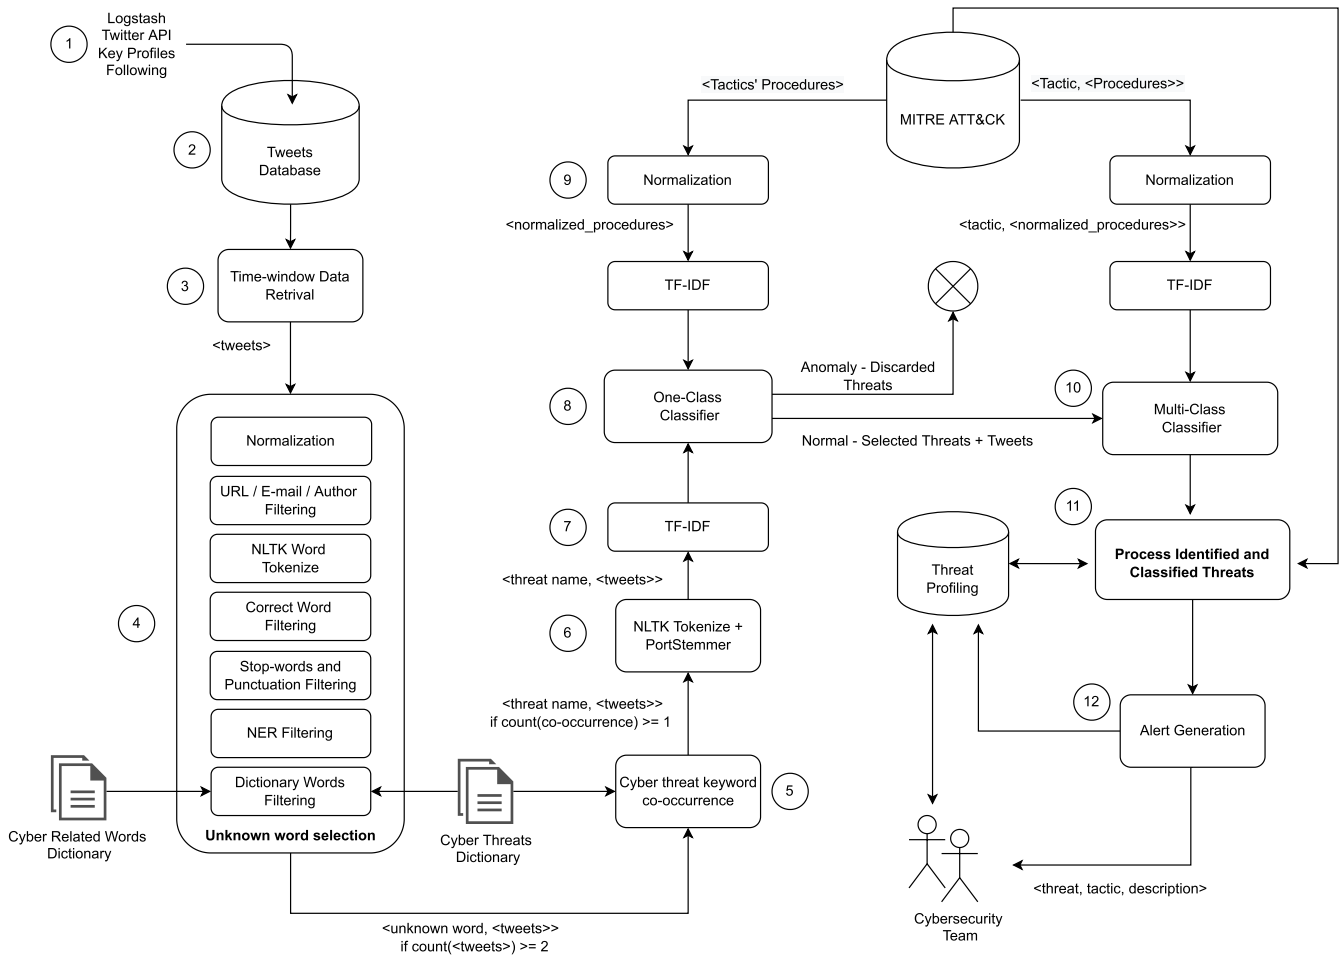 1
Logstash
Twitter API
Key Profiles
Following
2
Tweets
Database
3
Time-window Data
Retrival
<tweets>
4
Normalization
URL / E-mail / Author
Filtering
NLTK Word
Tokenize
Correct Word
Filtering
Stop-words and
Punctuation Filtering
NER Filtering
Dictionary Words
Filtering
Unknown word selection
Cyber Related Words
Dictionary
Cyber Threats
Dictionary
<unknown word, <tweets>>
if count(<tweets>) >= 2
Cyber threat keyword
co-occurrence
5
<threat name, <tweets>>
if count(co-occurrence) >= 1
6
NLTK Tokenize +
PortStemmer
<threat name, <tweets>>
7
TF-IDF
8
One-Class
Classifier
MITRE ATT&CK
<Tactics' Procedures>
9
Normalization
<normalized_procedures>
TF-IDF
Anomaly - Discarded
Threats
Normal - Selected Threats + Tweets
<Tactic, <Procedures>>
Normalization
<tactic, <normalized_procedures>>
TF-IDF
10
Multi-Class
Classifier
11
Process Identified and
Classified Threats
Threat
Profiling
12
Alert Generation
<threat, tactic, description>
Cybersecurity
Team